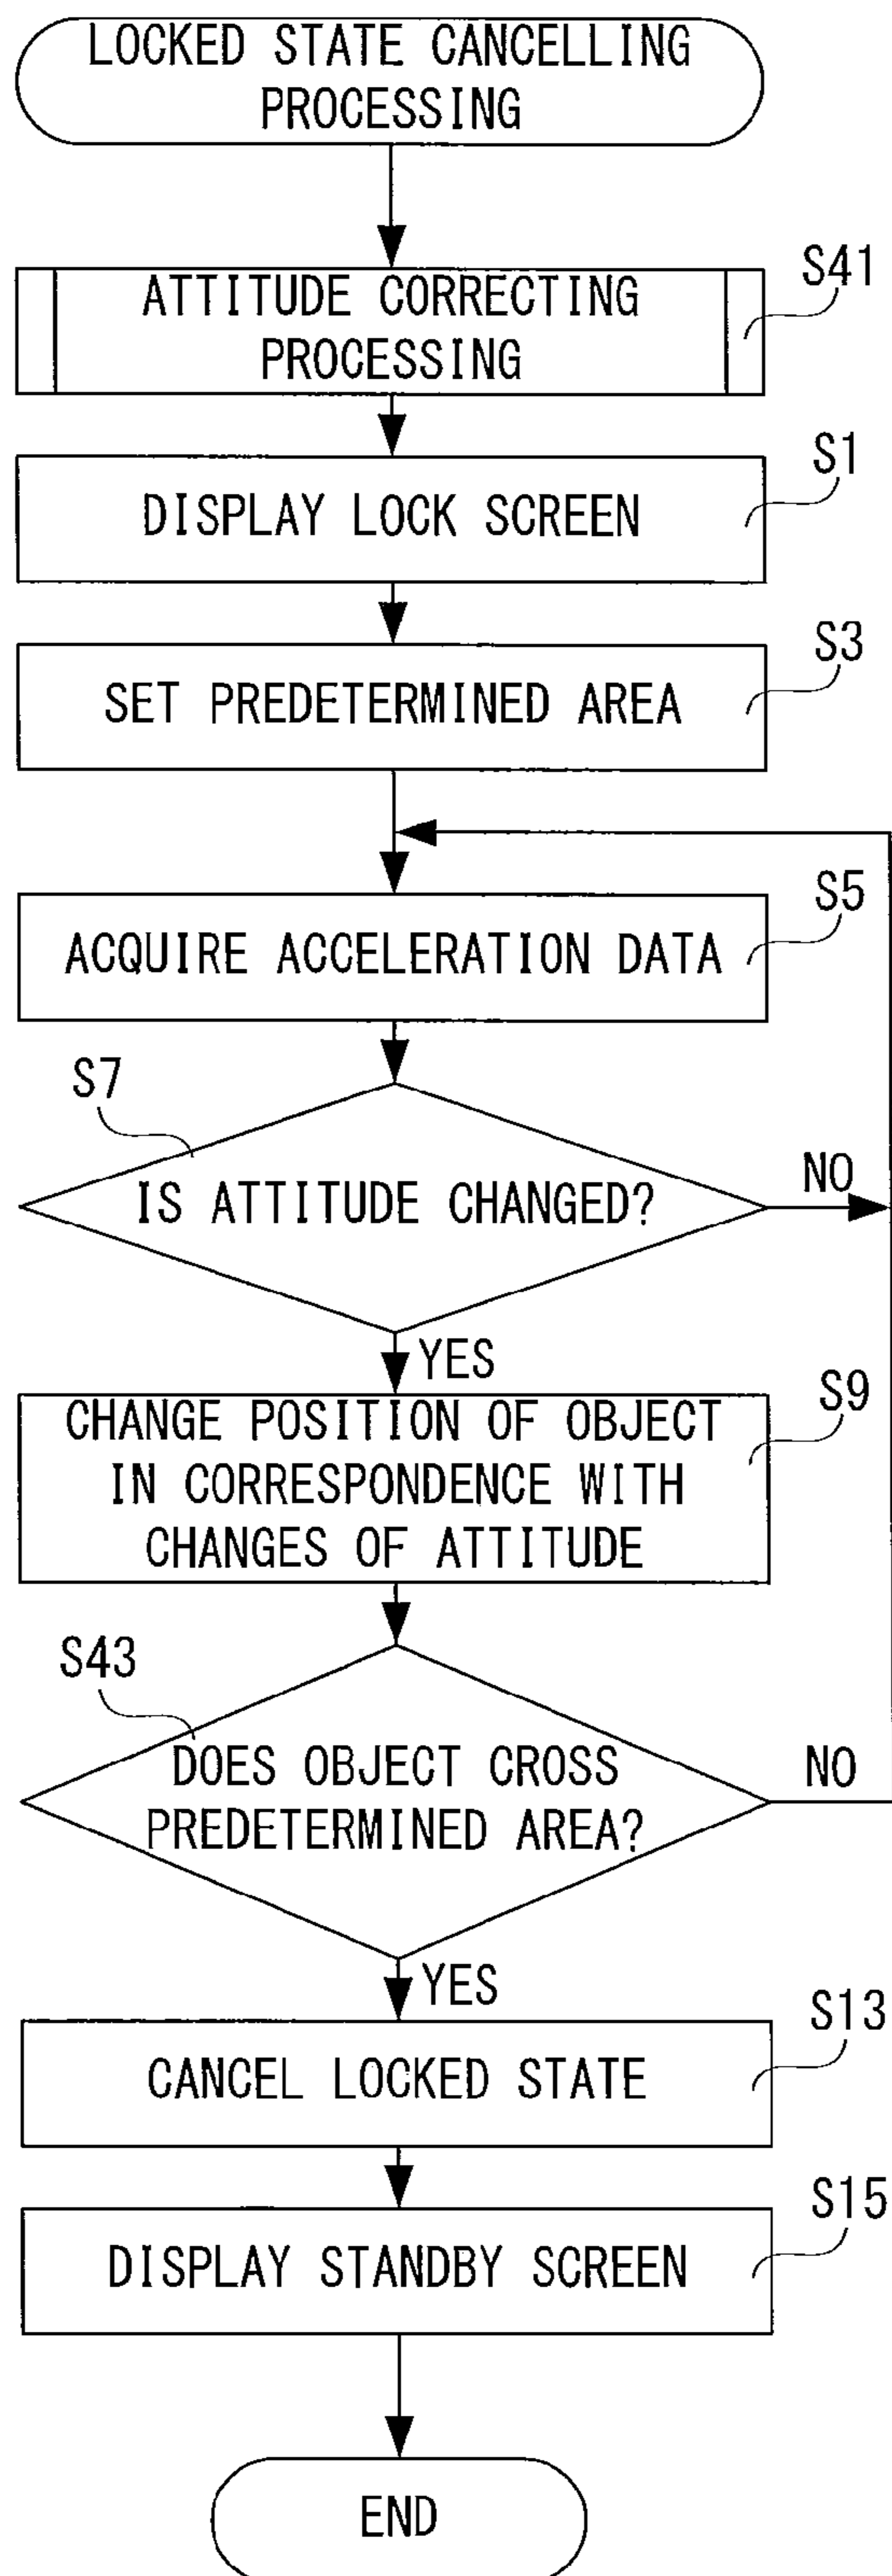 LOCKED STATE CANCELLING
PROCESSING
S41
ATTITUDE CORRECTING
PROCESSING
S1
DISPLAY LOCK SCREEN
S3
SET PREDETERMINED AREA
S5
ACQUIRE ACCELERATION DATA
S7
IS ATTITUDE CHANGED?
NO
YES
S9
CHANGE POSITION OF OBJECT
IN CORRESPONDENCE WITH
CHANGES OF ATTITUDE
S43
DOES OBJECT CROSS
PREDETERMINED AREA?
NO
YES
S13
CANCEL LOCKED STATE
S15
DISPLAY STANDBY SCREEN
END